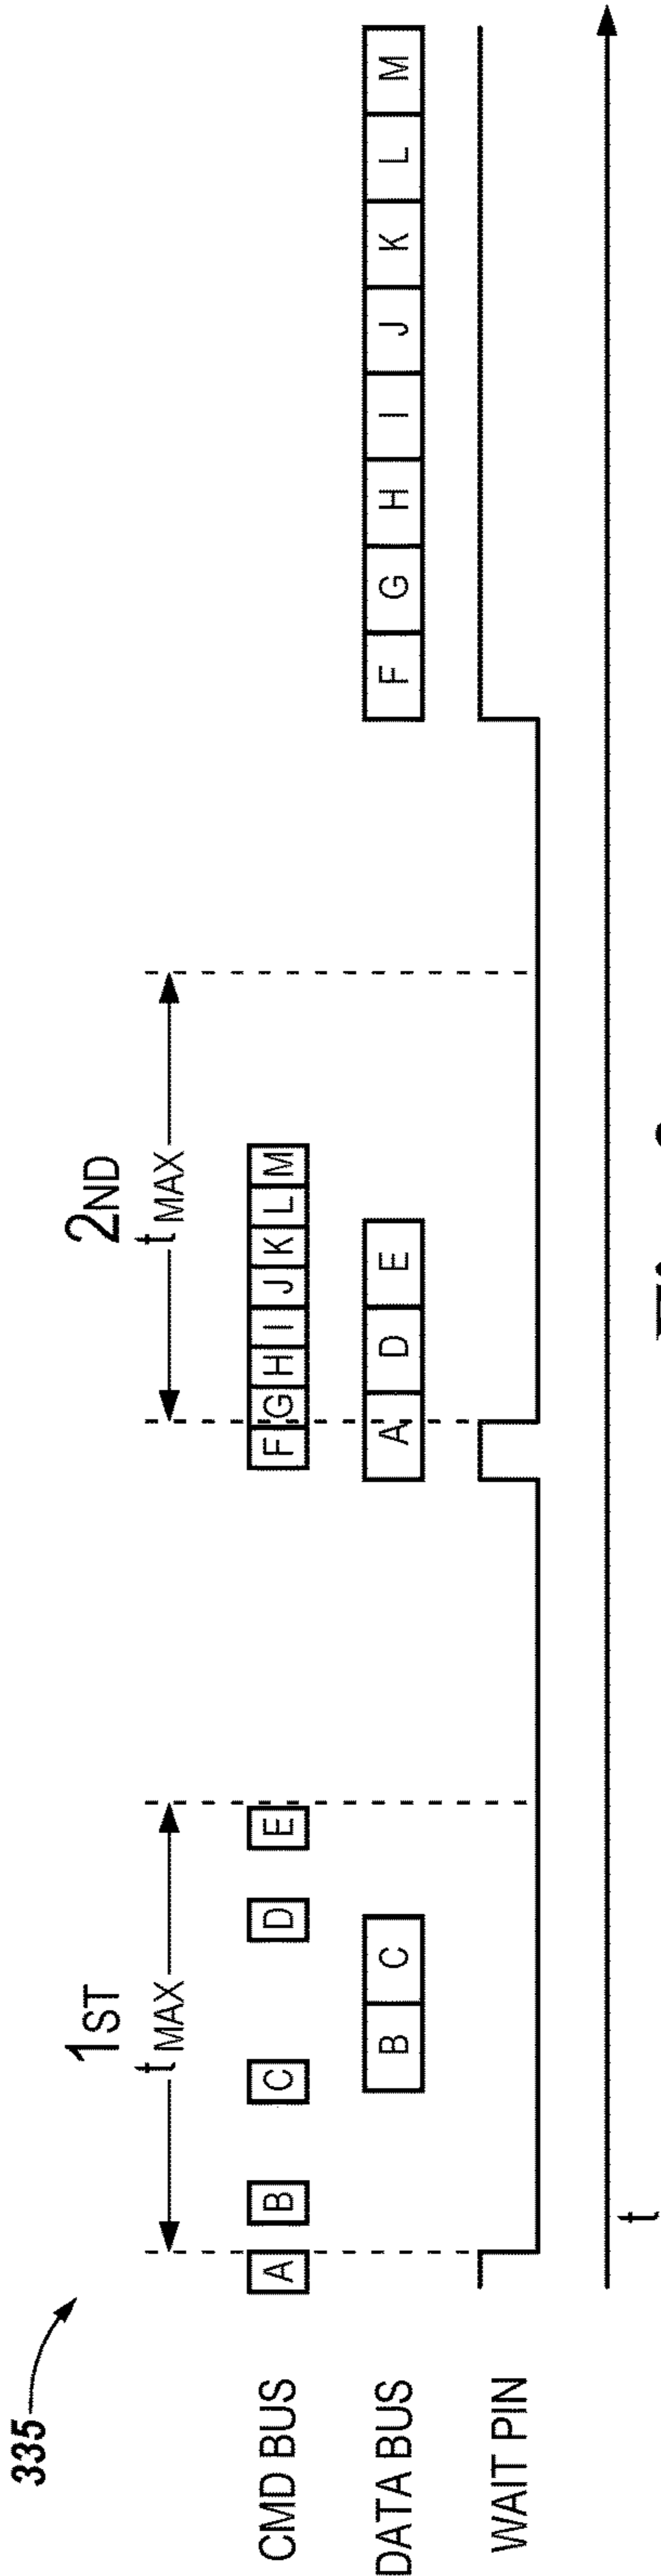 335
1ST
tMAX
2ND
tMAX
CMD BUS
A B C D E F G H I J K L M
DATA BUS
B C A D E F G H I J K L M
WAIT PIN
t